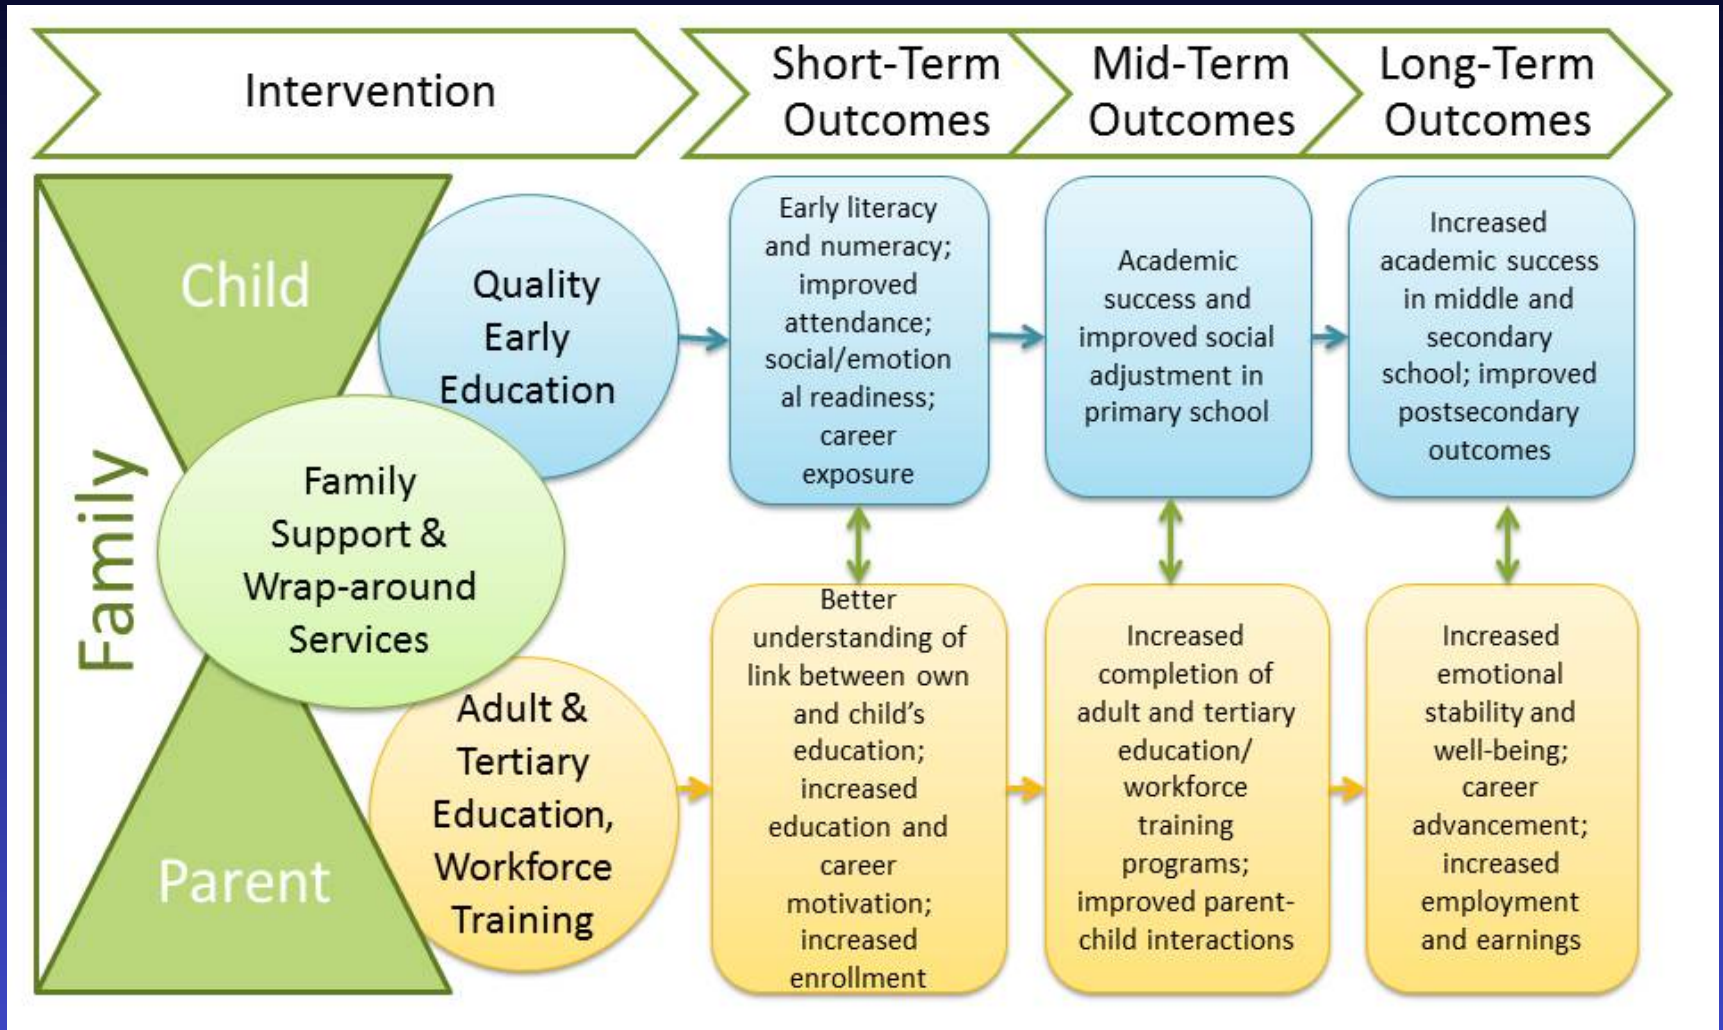 Intervention
Short-Term
Outcomes
Mid-Term
Outcomes
Long-Term
Outcomes
Family
Child
Parent
Family
Support &
Wrap-around
Services
Quality
Early
Education
Early literacy
and numeracy;
improved
attendance;
social/emotion
al readiness;
career
exposure
Academic
success and
improved social
adjustment in
primary school
Increased
academic success
in middle and
secondary
school; improved
postsecondary
outcomes
Adult &
Tertiary
Education,
Workforce
Training
Better
understanding of
link between own
and child's
education;
increased
education and
career
motivation;
increased
enrollment
Increased
completion of
adult and tertiary
education/
workforce
training
programs;
improved parent-
child interactions
Increased
emotional
stability and
well-being;
career
advancement;
increased
employment
and earnings